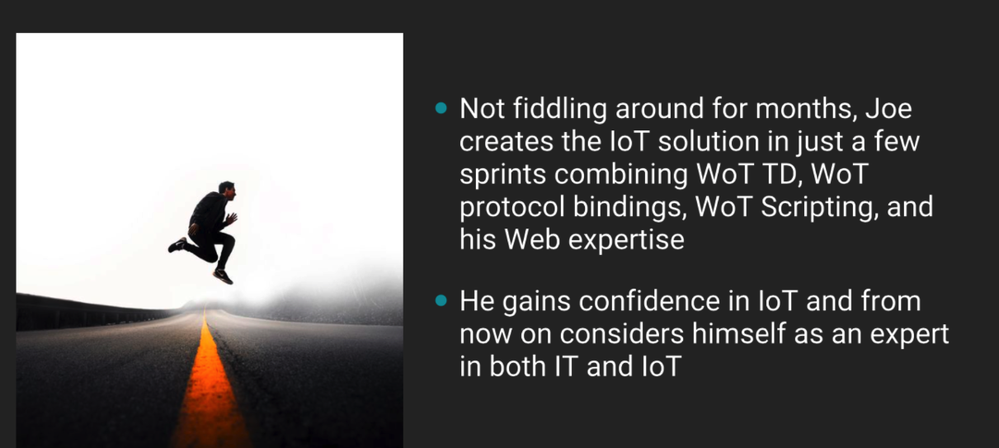 Not fiddling around for months, Joe
creates the IoT solution in just a few
sprints combining WoT TD, WoT
protocol bindings, WoT Scripting, and
his Web expertise
He gains confidence in IoT and from
now on considers himself as an expert
in both IT and IoT